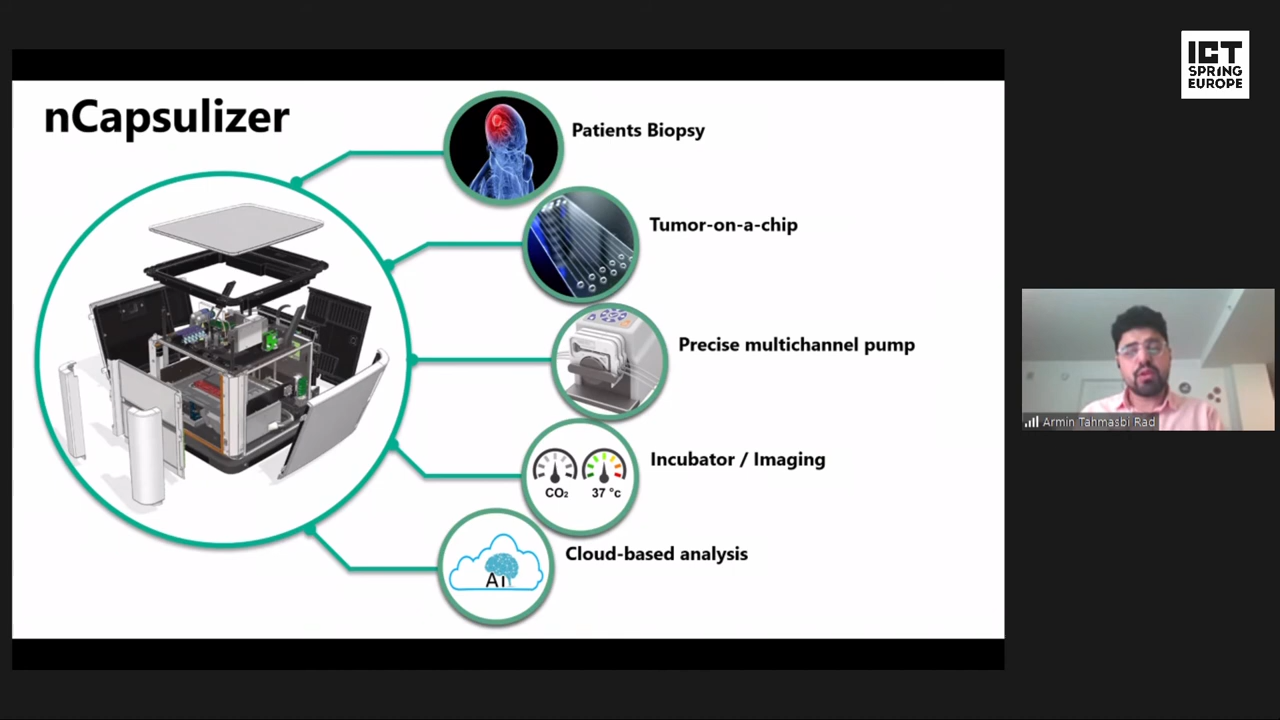 ICT
SPRING
EUROPE
nCapsulizer
Patients Biopsy
Tumor-on-a-chip
Precise multichannel pump
Incubator / Imaging
CO₂ 37 °c
Cloud-based analysis
AI
Armin Tahmasbi Rad